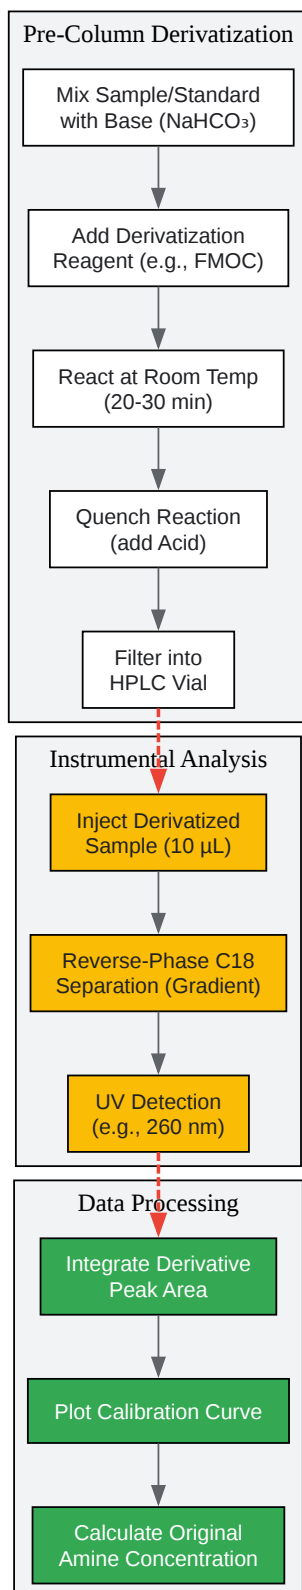 Pre-Column Derivatization
Mix Sample/Standard
with Base (NaHCO₃)
Add Derivatization
Reagent (e.g., FMOC)
React at Room Temp
(20-30 min)
Quench Reaction
(add Acid)
Filter into
HPLC Vial
Instrumental Analysis
Inject Derivatized
Sample (10 µL)
Reverse-Phase C18
Separation (Gradient)
UV Detection
(e.g., 260 nm)
Data Processing
Integrate Derivative
Peak Area
Plot Calibration Curve
Calculate Original
Amine Concentration